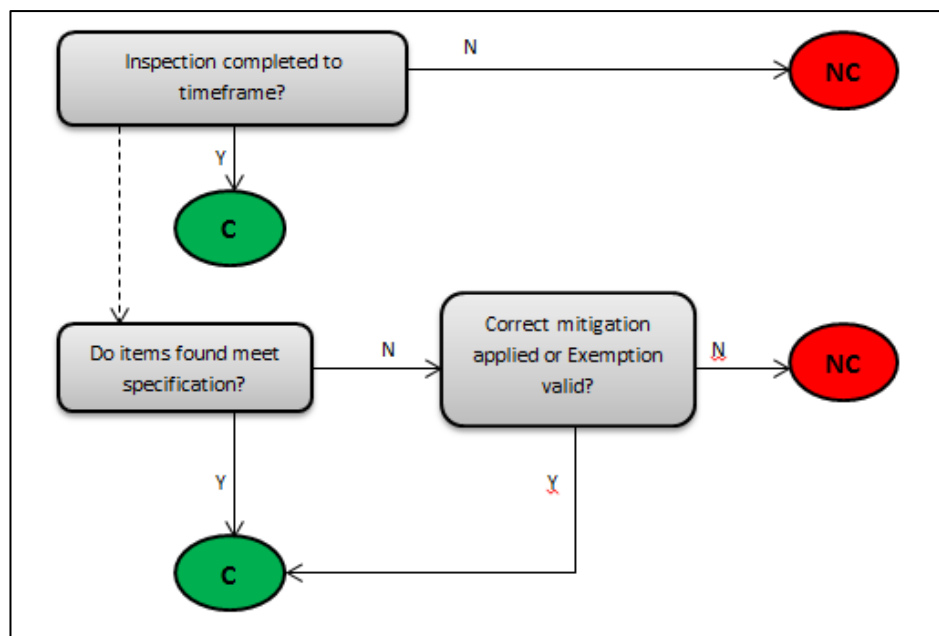 N
Inspection completed to
timeframe?
NC
Y
C
Do items found meet
specification?
N
Correct mitigation
applied or Exemption
valid?
N
NC
Y
Y
C